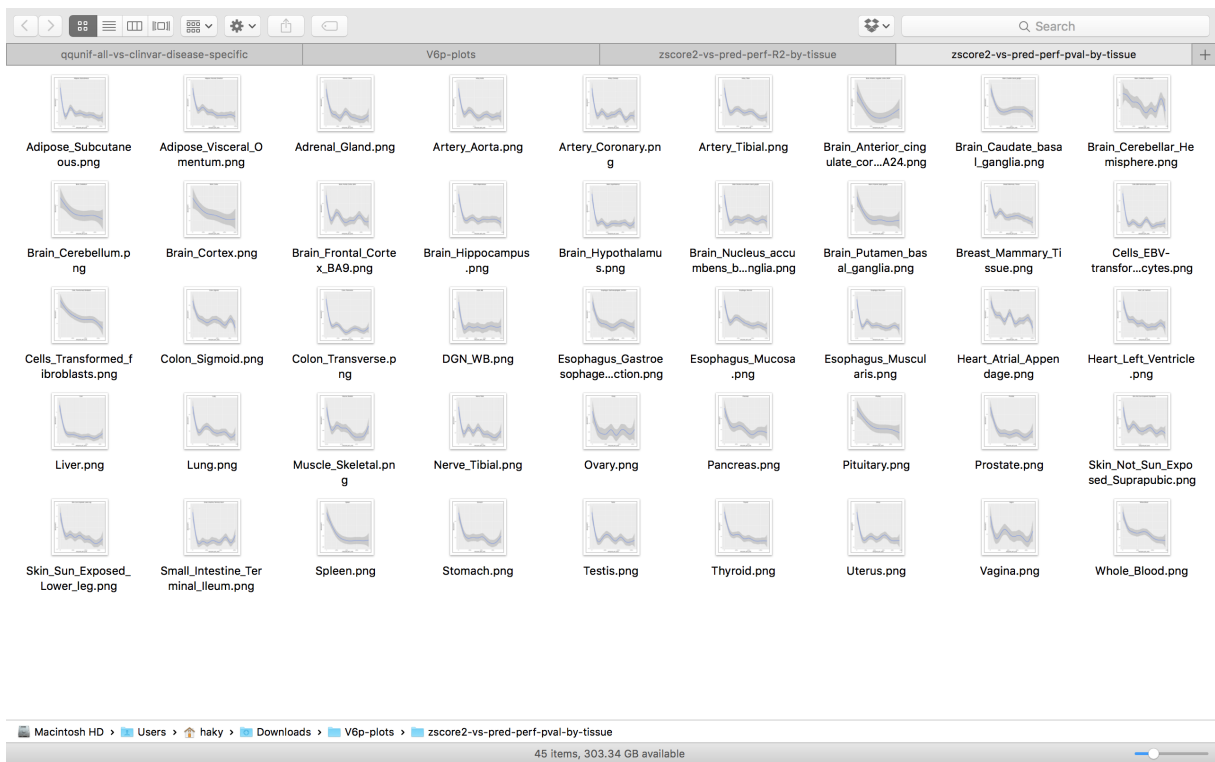 Search
qqunif-all-vs-clinvar-disease-specific V6p-plots zscore2-vs-pred-perf-R2-by-tissue zscore2-vs-pred-perf-pval-by-tissue +
Adipose_Subcutane
ous.png
Adipose_Visceral_O
mentum.png
Adrenal_Gland.png
Artery_Aorta.png
Artery_Coronary.pn
g
Artery_Tibial.png
Brain_Anterior_cing
ulate_cor...A24.png
Brain_Caudate_basa
l_ganglia.png
Brain_Cerebellar_He
misphere.png
Brain_Cerebellum.p
ng
Brain_Cortex.png
Brain_Frontal_Corte
x_BA9.png
Brain_Hippocampus
.png
Brain_Hypothalamu
s.png
Brain_Nucleus_accu
mbens_b...nglia.png
Brain_Putamen_bas
al_ganglia.png
Breast_Mammary_Ti
ssue.png
Cells_EBV-
transfor...cytes.png
Cells_Transformed_f
ibroblasts.png
Colon_Sigmoid.png
Colon_Transverse.p
ng
DGN_WB.png
Esophagus_Gastroe
sophage...ction.png
Esophagus_Mucosa
.png
Esophagus_Muscul
aris.png
Heart_Atrial_Appen
dage.png
Heart_Left_Ventricle
.png
Liver.png
Lung.png
Muscle_Skeletal.pn
g
Nerve_Tibial.png
Ovary.png
Pancreas.png
Pituitary.png
Prostate.png
Skin_Not_Sun_Expo
sed_Suprapubic.png
Skin_Sun_Exposed_
Lower_leg.png
Small_Intestine_Ter
minal_Ileum.png
Spleen.png
Stomach.png
Testis.png
Thyroid.png
Uterus.png
Vagina.png
Whole_Blood.png
Macintosh HD › Users › haky › Downloads › V6p-plots › zscore2-vs-pred-perf-pval-by-tissue
45 items, 303.34 GB available